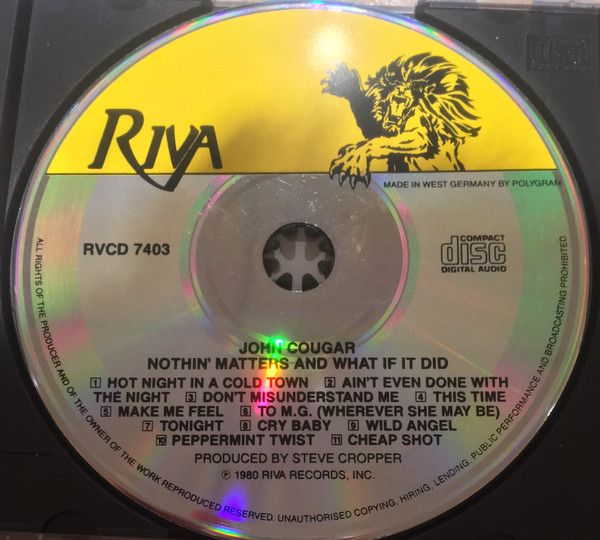 RIVA
MADE IN WEST GERMANY BY POLYGRAM
RVCD 7403
COMPACT
disc
DIGITAL AUDIO
JOHN COUGAR
NOTHIN' MATTERS AND WHAT IF IT DID
1 HOT NIGHT IN A COLD TOWN 2 AIN'T EVEN DONE WITH
THE NIGHT 3 DON'T MISUNDERSTAND ME 4 THIS TIME
5 MAKE ME FEEL 6 TO M.G. (WHEREVER SHE MAY BE)
7 TONIGHT 8 CRY BABY 9 WILD ANGEL
10 PEPPERMINT TWIST 11 CHEAP SHOT
PRODUCED BY STEVE CROPPER
℗ 1980 RIVA RECORDS, INC.
ALL RIGHTS OF THE PRODUCER AND OF THE OWNER OF THE WORK REPRODUCED RESERVED. UNAUTHORISED COPYING, HIRING, LENDING, PUBLIC PERFORMANCE AND BROADCASTING PROHIBITED.
disc